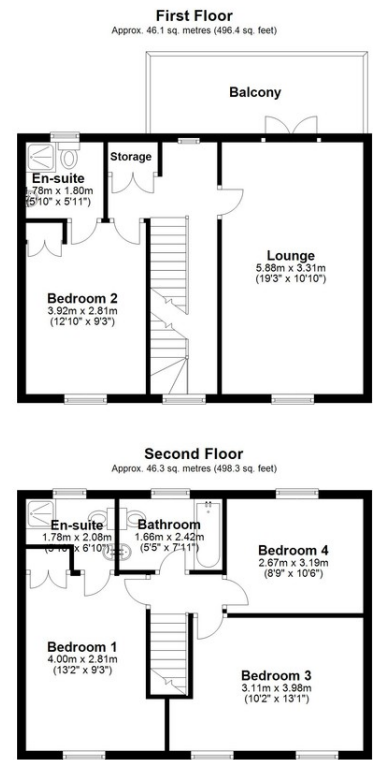 First Floor
Approx. 46.1 sq. metres (496.4 sq. feet)
Balcony
Storage
En-suite
1.78m x 1.80m
(5'10" x 5'11")
Lounge
5.88m x 3.31m
(19'3" x 10'10")
Bedroom 2
3.92m x 2.81m
(12'10" x 9'3")
Second Floor
Approx. 46.3 sq. metres (498.3 sq. feet)
En-suite
1.78m x 2.08m
(5'10" x 6'10")
Bathroom
1.66m x 2.42m
(5'5" x 7'11")
Bedroom 4
2.67m x 3.19m
(8'9" x 10'6")
Bedroom 1
4.00m x 2.81m
(13'2" x 9'3")
Bedroom 3
3.11m x 3.98m
(10'2" x 13'1")